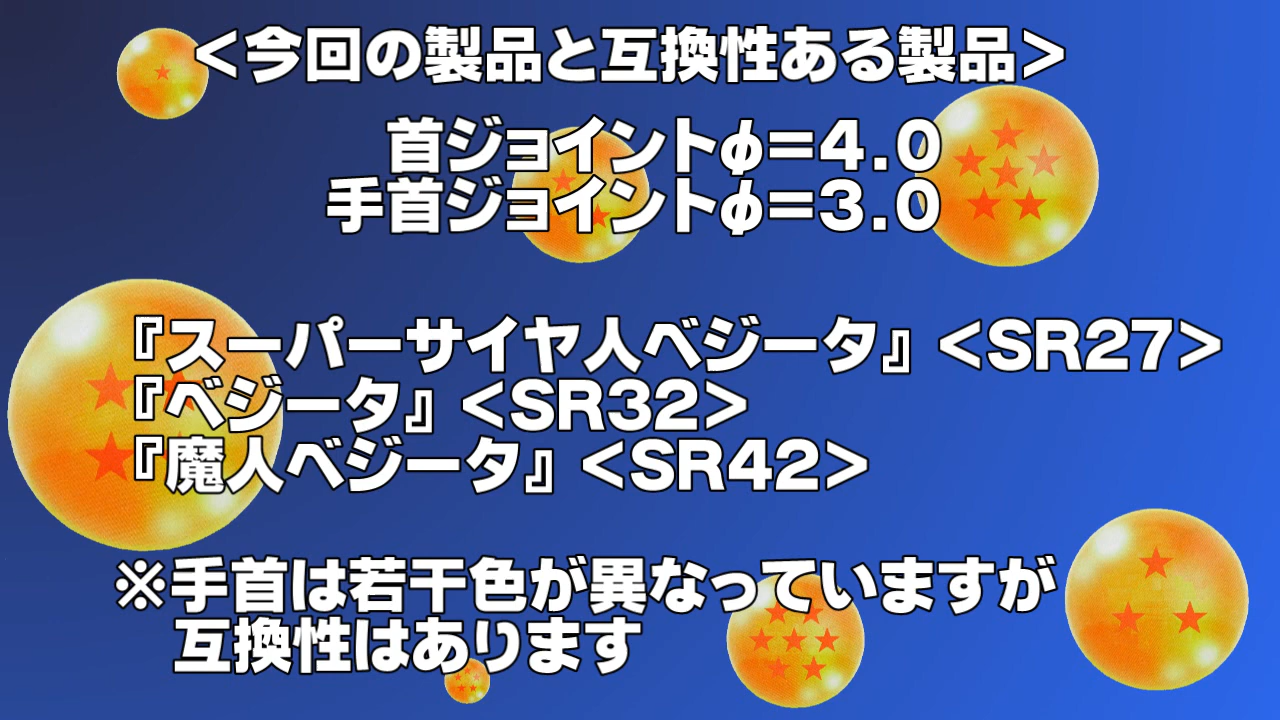 ＜今回の製品と互換性ある製品＞
首ジョイントφ=4.0
手首ジョイントφ=3.0
『スーパーサイヤ人ベジータ』＜SR27＞
『ベジータ』＜SR32＞
『魔人ベジータ』＜SR42＞
※手首は若干色が異なっていますが
互換性はあります